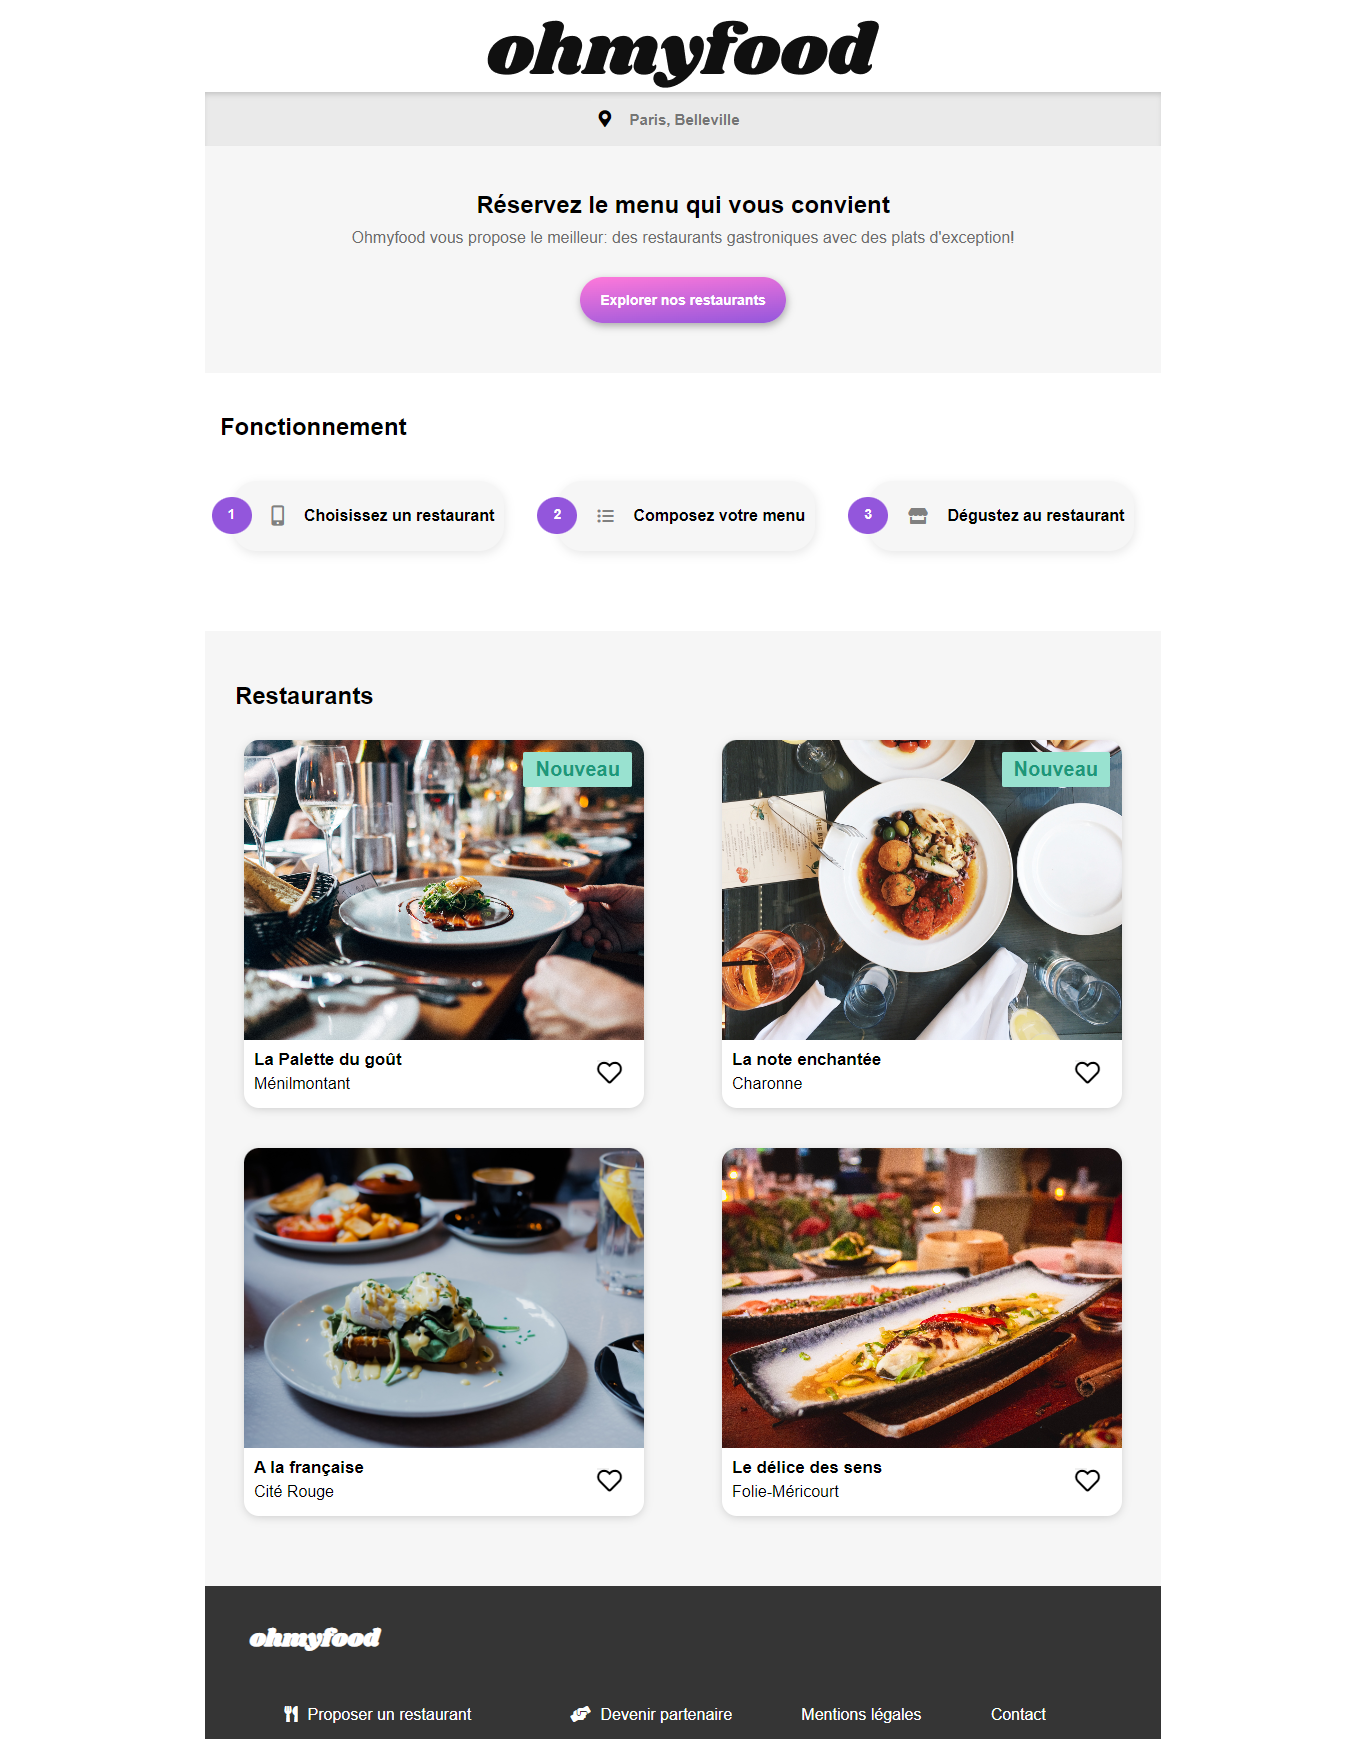 ohmyfood
Paris, Belleville
Réservez le menu qui vous convient
Ohmyfood vous propose le meilleur: des restaurants gastroniques avec des plats d'exception!
Explorer nos restaurants
Fonctionnement
1 Choisissez un restaurant
2 Composez votre menu
3 Dégustez au restaurant
Restaurants
Nouveau
La Palette du goût
Ménilmontant
Nouveau
La note enchantée
Charonne
A la française
Cité Rouge
Le délice des sens
Folie-Méricourt
ohmyfood
Proposer un restaurant
Devenir partenaire
Mentions légales
Contact